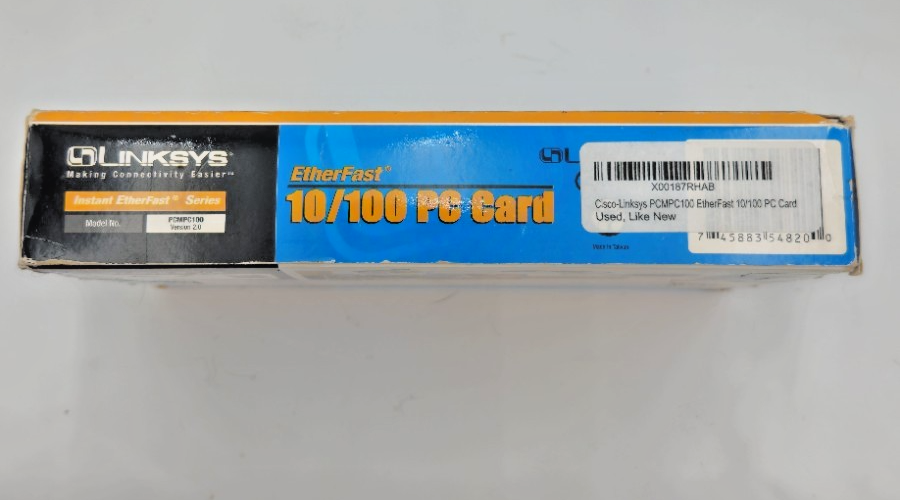 LINKSYS®
Making Connectivity Easier™
Instant EtherFast® Series
Model No.
PCMPC100
Version 2.0
EtherFast®
10/100 PC Card
L
Made in Taiwan
X00187RHAB
Cisco-Linksys PCMPC100 EtherFast 10/100 PC Card
Used, Like New
7 45883 54820 0